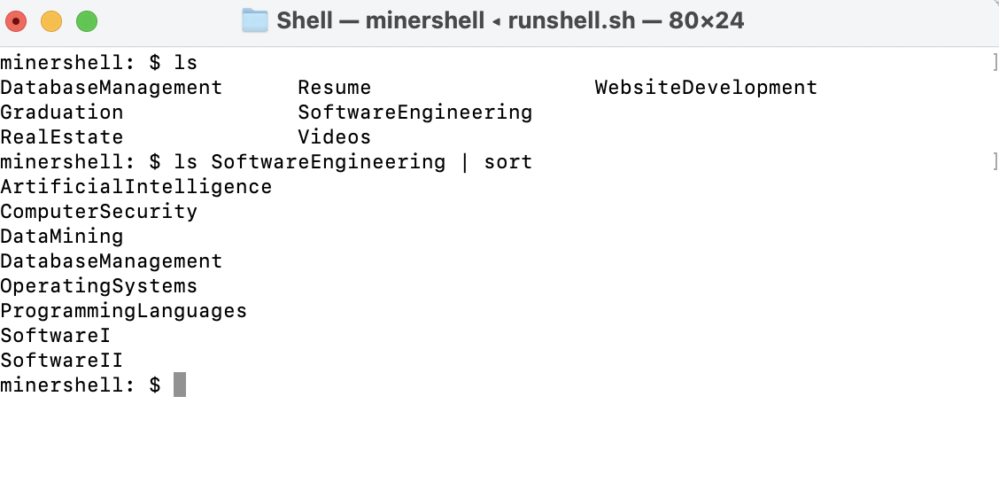 Shell — minershell ◂ runshell.sh — 80×24
minershell: $ ls
DatabaseManagement      Resume                  WebsiteDevelopment
Graduation              SoftwareEngineering
RealEstate              Videos
minershell: $ ls SoftwareEngineering | sort
ArtificialIntelligence
ComputerSecurity
DataMining
DatabaseManagement
OperatingSystems
ProgrammingLanguages
SoftwareI
SoftwareII
minershell: $